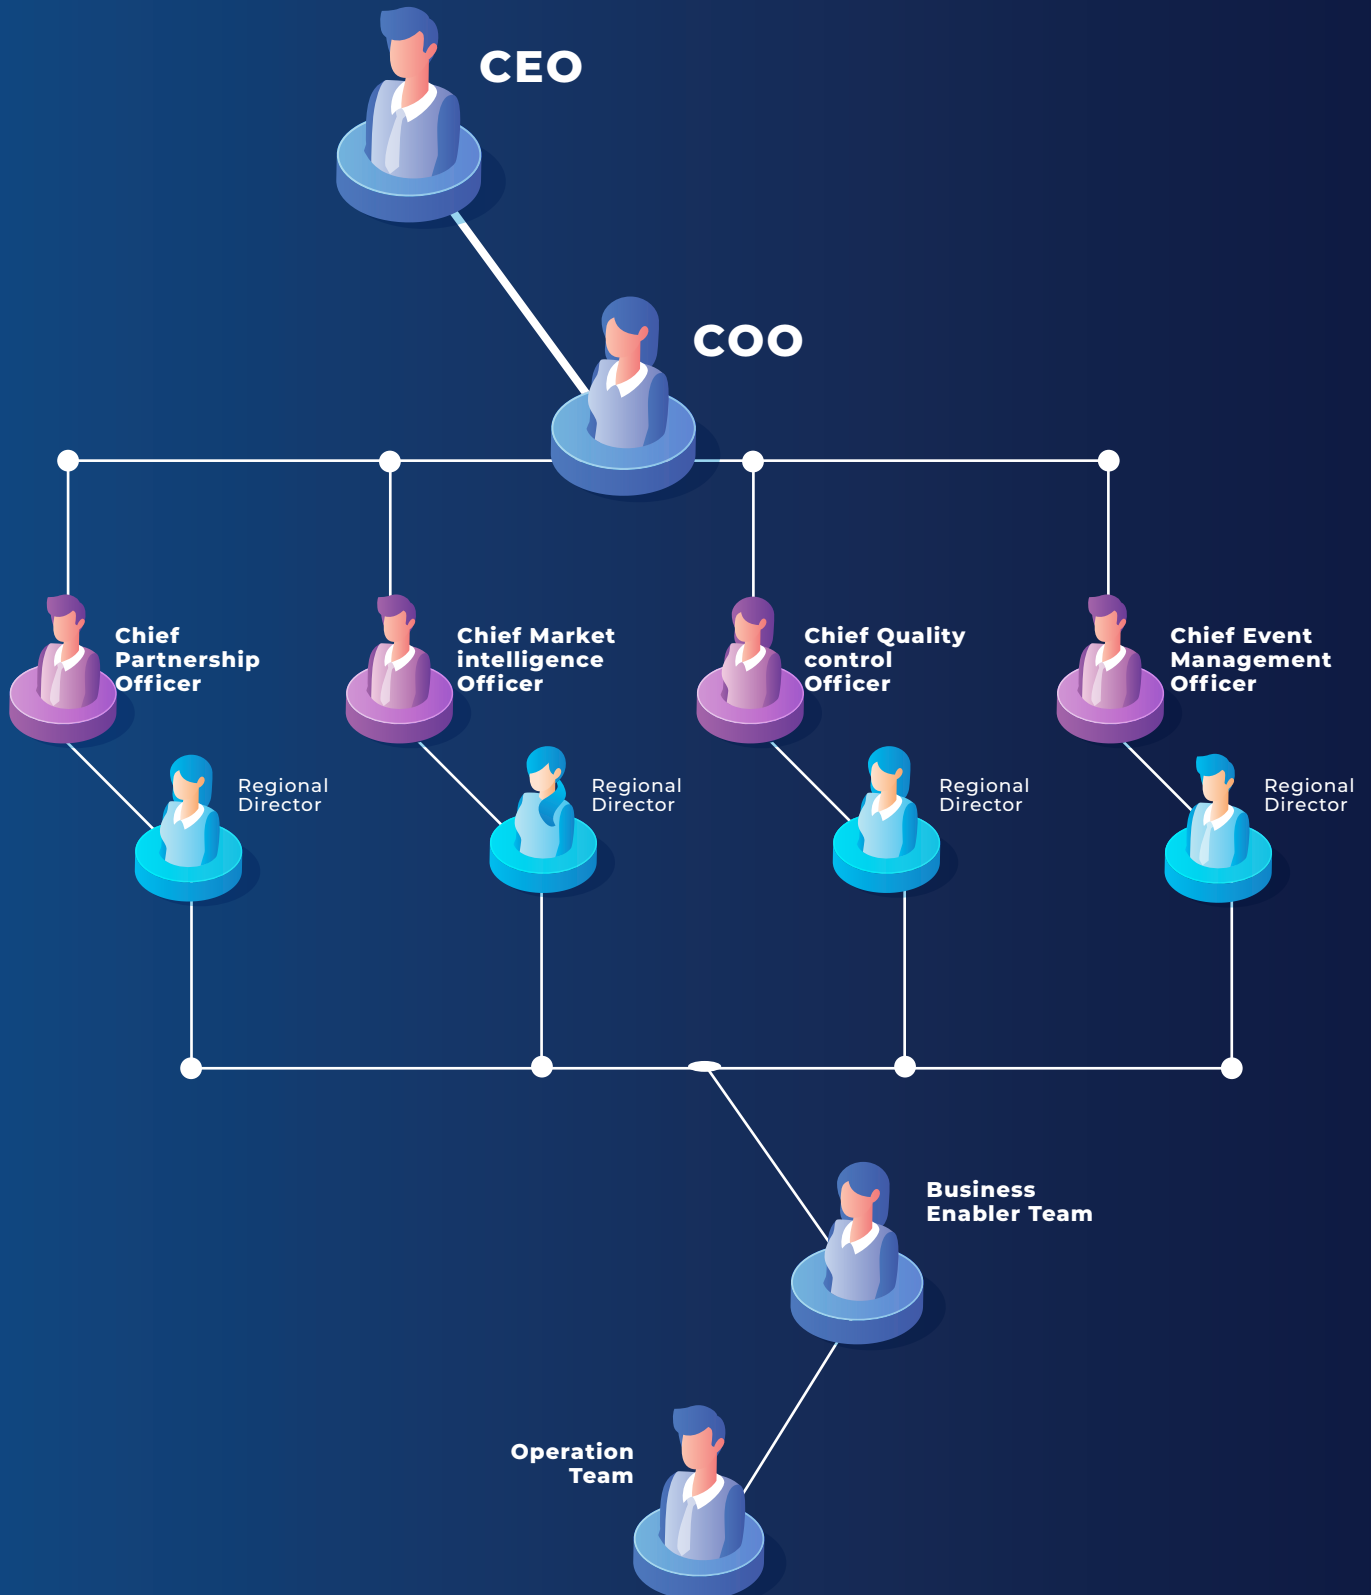 CEO
COO
Chief
Partnership
Officer
Chief Market
intelligence
Officer
Chief Quality
control
Officer
Chief Event
Management
Officer
Regional
Director
Regional
Director
Regional
Director
Regional
Director
Business
Enabler Team
Operation
Team